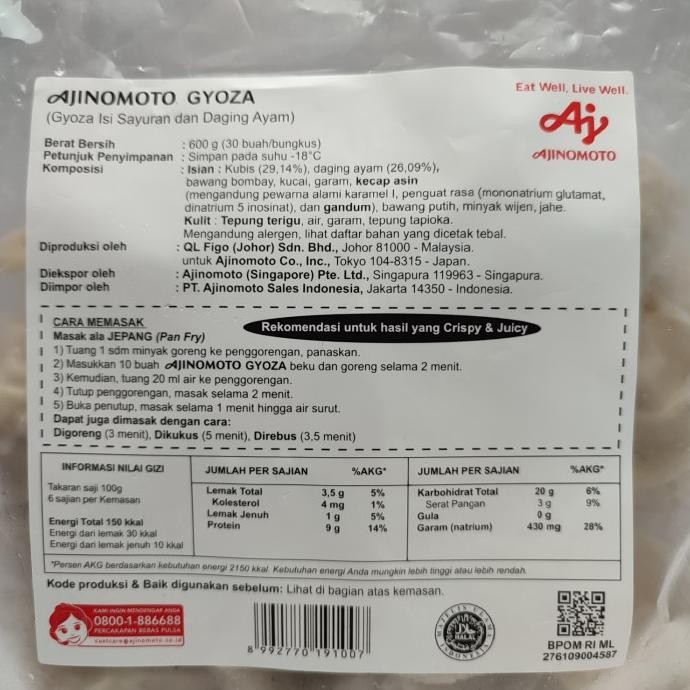 AJINOMOTO GYOZA
(Gyoza Isi Sayuran dan Daging Ayam)
Eat Well, Live Well.
Aj
AJINOMOTO
Berat Bersih : 600 g (30 buah/bungkus)
Petunjuk Penyimpanan : Simpan pada suhu -18°C
Komposisi : Isian : Kubis (29,14%), daging ayam (26,09%),
bawang bombay, kucai, garam, kecap asin
(mengandung pewarna alami karamel I, penguat rasa (mononatrium glutamat,
dinatrium 5 inosinat), dan gandum), bawang putih, minyak wijen, jahe.
Kulit : Tepung terigu, air, garam, tepung tapioka.
Mengandung alergen, lihat daftar bahan yang dicetak tebal.
Diproduksi oleh : QL Figo (Johor) Sdn. Bhd., Johor 81000 - Malaysia.
untuk Ajinomoto Co., Inc., Tokyo 104-8315 - Japan.
Diekspor oleh : Ajinomoto (Singapore) Pte. Ltd., Singapura 119963 - Singapura.
Diimpor oleh : PT. Ajinomoto Sales Indonesia, Jakarta 14350 - Indonesia.
CARA MEMASAK
Rekomendasi untuk hasil yang Crispy & Juicy
Masak ala JEPANG (Pan Fry)
1) Tuang 1 sdm minyak goreng ke penggorengan, panaskan.
2) Masukkan 10 buah AJINOMOTO GYOZA beku dan goreng selama 2 menit.
3) Kemudian, tuang 20 ml air ke penggorengan.
4) Tutup penggorengan, masak selama 2 menit.
5) Buka penutup, masak selama 1 menit hingga air surut.
Dapat juga dimasak dengan cara:
Digoreng (3 menit), Dikukus (5 menit), Direbus (3,5 menit)
INFORMASI NILAI GIZI
Takaran saji 100g
6 sajian per Kemasan
Energi Total 150 kkal
Energi dari lemak 30 kkal
Energi dari lemak jenuh 10 kkal
JUMLAH PER SAJIAN %AKG*
Lemak Total 3,5 g 5%
Kolesterol 4 mg 1%
Lemak Jenuh 1 g 5%
Protein 9 g 14%
JUMLAH PER SAJIAN %AKG*
Karbohidrat Total 20 g 6%
Serat Pangan 3 g 9%
Gula 0 g
Garam (natrium) 430 mg 28%
*Persen AKG berdasarkan kebutuhan energi 2150 kkal. Kebutuhan energi Anda mungkin lebih tinggi atau lebih rendah.
Kode produksi & Baik digunakan sebelum: Lihat di bagian atas kemasan.
KAMI INGIN MENDENGAR ANDA
0800-1-886688
PERCAKAPAN BEBAS PULSA
custcare@ajinomoto.co.id
8 992770 191007
MAJELIS ULAMA
HALAL
INDONESIA
BPOM RI ML
276109004587